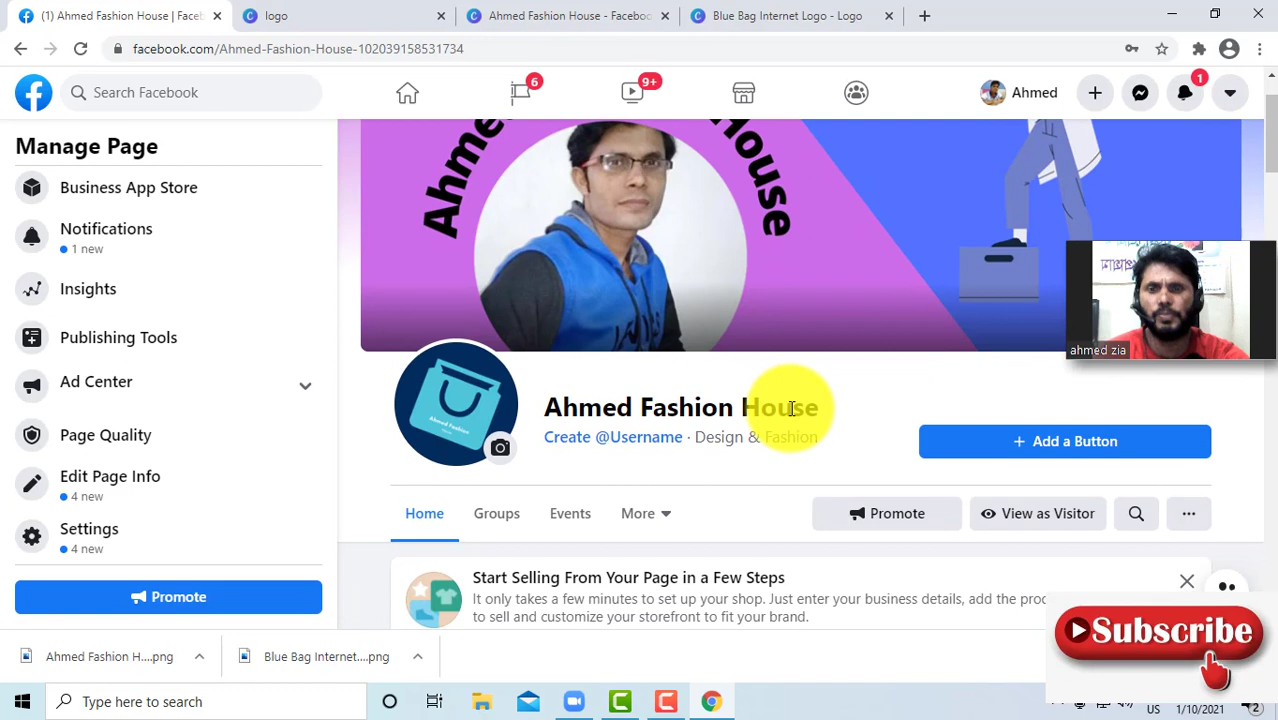 (1) Ahmed Fashion House | Faceb
logo
Ahmed Fashion House - Faceboo
Blue Bag Internet Logo - Logo
facebook.com/Ahmed-Fashion-House-102039158531734
Search Facebook
6
9+
Ahmed
1
Manage Page
Business App Store
Notifications
1 new
Insights
Publishing Tools
Ad Center
Page Quality
Edit Page Info
4 new
Settings
4 new
Promote
Ahmed
House
ahmed zia
Ahmed Fashion
Ahmed Fashion House
Create @Username · Design & Fashion
+ Add a Button
Home
Groups
Events
More
Promote
View as Visitor
Start Selling From Your Page in a Few Steps
It only takes a few minutes to set up your shop. Just enter your business details, add the prod
to sell and customize your storefront to fit your brand.
Subscribe
Ahmed Fashion H....png
Blue Bag Internet....png
Type here to search
US
1/10/2021
2